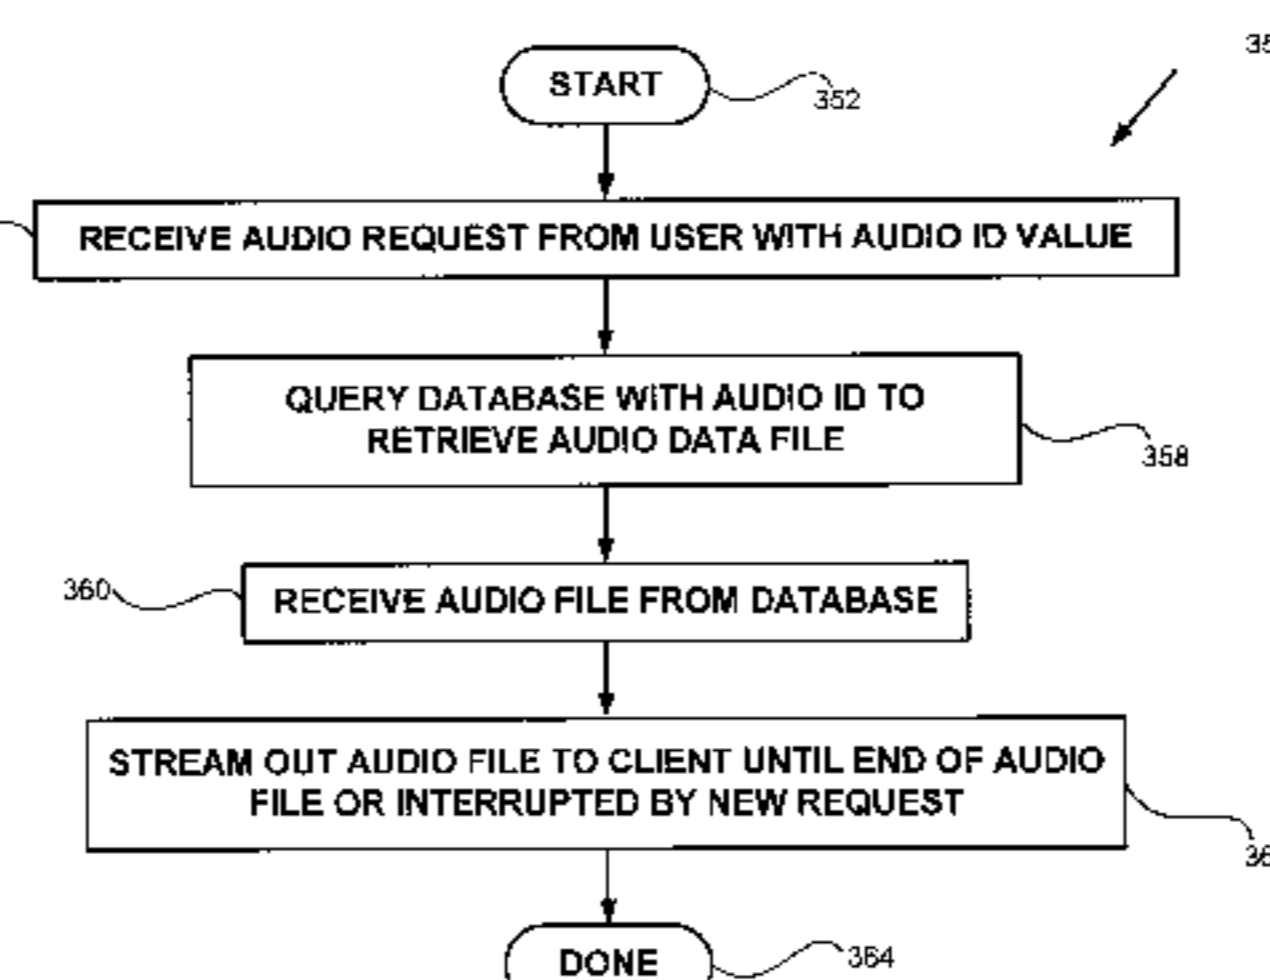 START
352
RECEIVE AUDIO REQUEST FROM USER WITH AUDIO ID VALUE
QUERY DATABASE WITH AUDIO ID TO
RETRIEVE AUDIO DATA FILE
358
360
RECEIVE AUDIO FILE FROM DATABASE
STREAM OUT AUDIO FILE TO CLIENT UNTIL END OF AUDIO
FILE OR INTERRUPTED BY NEW REQUEST
DONE
364